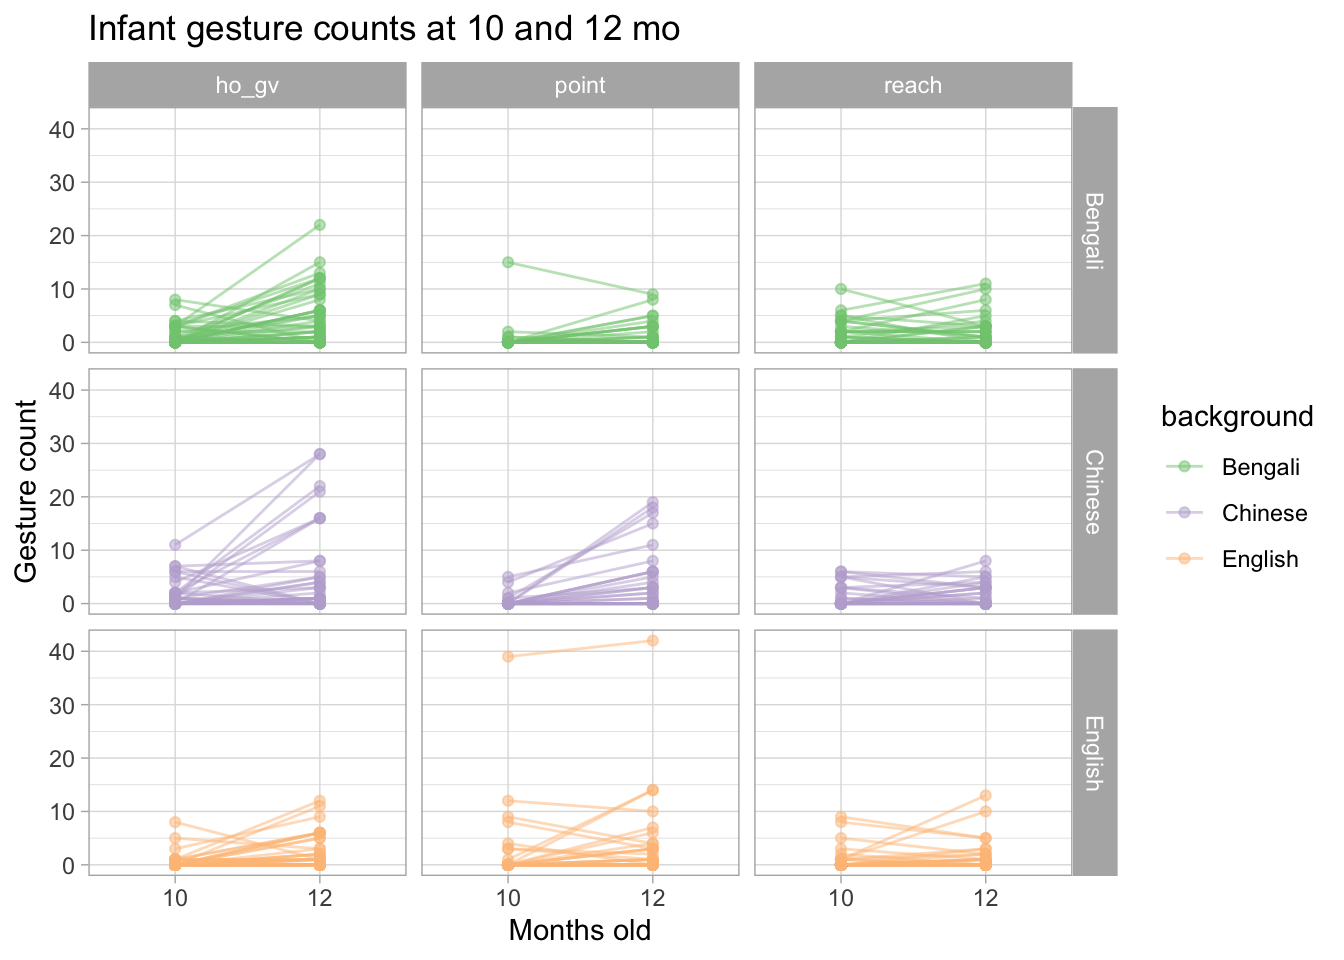 Infant gesture counts at 10 and 12 mo
ho_gv point reach
40
30
20
10
0
Bengali
40
30
20
10
0
Chinese
40
30
20
10
0
English
10 12 10 12 10 12
Months old
Gesture count
background
Bengali
Chinese
English